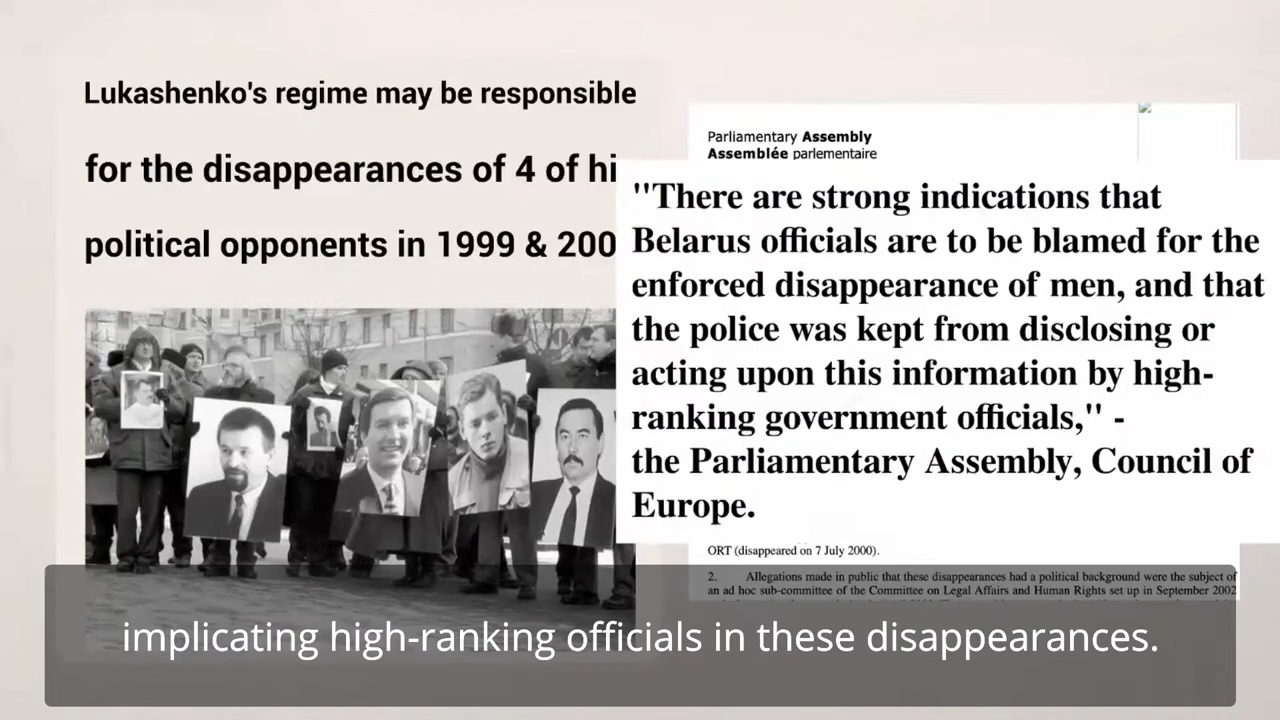 Lukashenko's regime may be responsible
for the disappearances of 4 of hi
political opponents in 1999 & 200
Parliamentary Assembly
Assemblée parlementaire
"There are strong indications that
Belarus officials are to be blamed for the
enforced disappearance of men, and that
the police was kept from disclosing or
acting upon this information by high-
ranking government officials," -
the Parliamentary Assembly, Council of
Europe.
ORT (disappeared on 7 July 2000).
2. Allegations made in public that these disappearances had a political background were the subject of
an ad hoc sub-committee of the Committee on Legal Affairs and Human Rights set up in September 2002
implicating high-ranking officials in these disappearances.